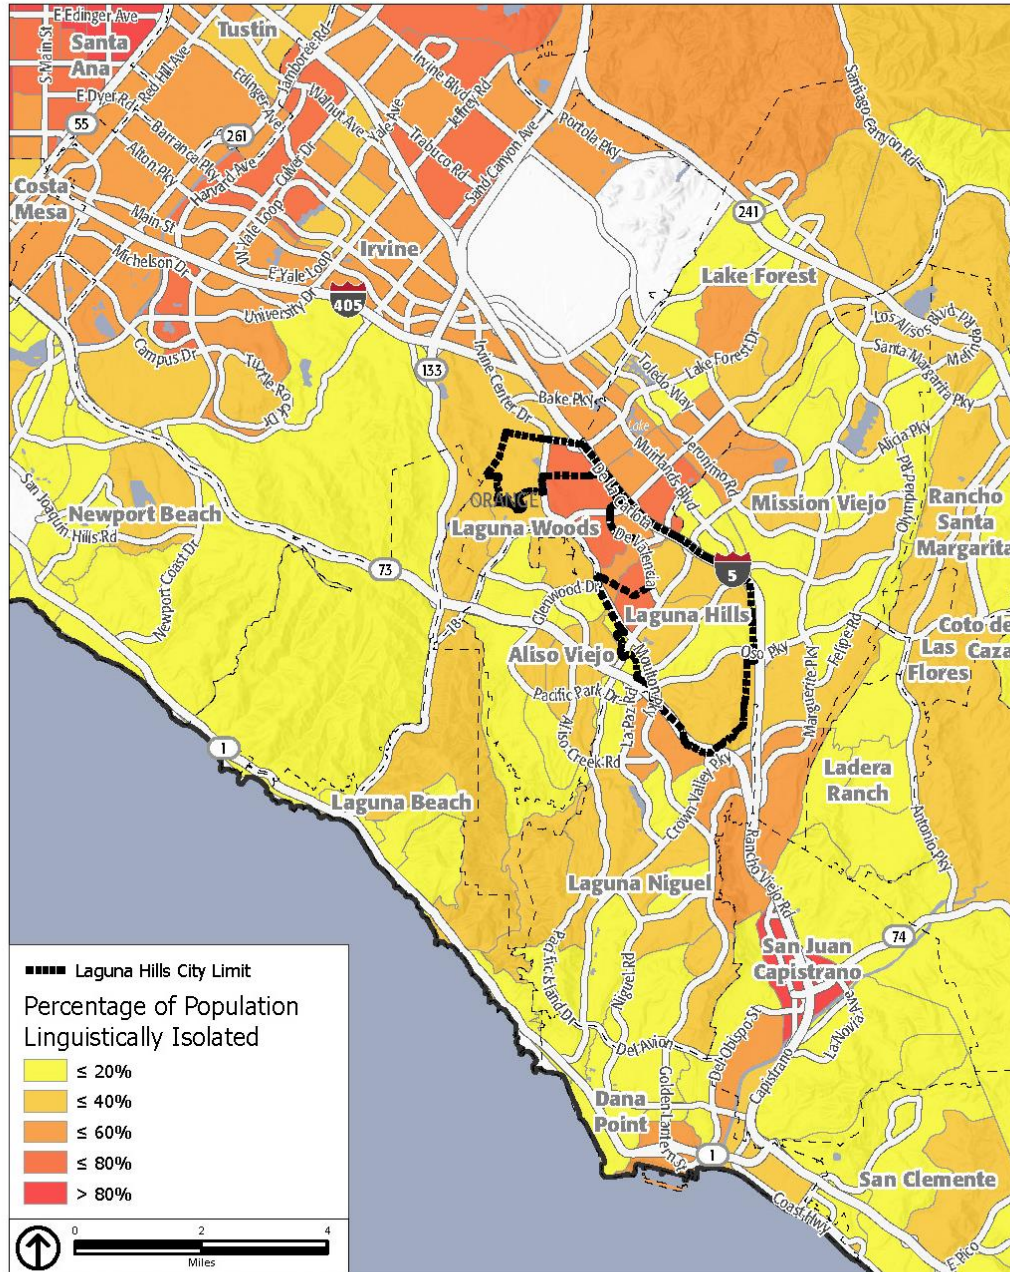 E Edinger Ave
Santa
Ana
Tustin
S Main St
E Dyer Rd
Red Hill Ave
Edinger Ave
Jamboree Rd
Irvine Blvd
Jeffrey Rd
Walnut Ave
Yale Ave
Trabuco Rd
Sand Canyon Ave
Portola Pky
Santiago Canyon Rd
55
261
Barranca Pky
Alton Pky
Harvard Ave
Culver Dr
Costa
Mesa
Main St
W Yale Loop
Michelson Dr
E Yale Loop
Irvine
241
Lake Forest
405
University Dr
Campus Dr
Turtle Rock Dr
133
Irvine Center Dr
Bake Pky
Toledo Way
Lake Forest Dr
Los Alisos Blvd
Santa Margarita Pky
Melinda Rd
Lake
Muirlands Blvd
Jeronimo Rd
Alicia Pky
Olympiad Rd
De La Carlota
ORANGE
Laguna Woods
De Valencia
Mission Viejo
Rancho
Santa
Margarita
San Joaquin
Hills Rd
Newport Beach
Newport Coast Dr
73
5
Glenwood Dr
Laguna Hills
18
Aliso Viejo
Moulton Pky
Oso Pky
Felipe Rd
Marguerite Pky
Coto de
Caza
Las
Flores
Pacific Park Dr
La Paz Rd
Aliso Creek Rd
1
Laguna Beach
Crown Valley Pky
Ladera
Ranch
Antonio Pky
Rancho Viejo Rd
Laguna Niguel
San Juan
Capistrano
74
Pacific Island Dr
Niguel Rd
Del Obispo St
La Novia Ave
Del Avion
Golden Lantern St
Capistrano
Dana
Point
1
San Clemente
Coast Hwy
E Pico
Laguna Hills City Limit
Percentage of Population
Linguistically Isolated
≤ 20%
≤ 40%
≤ 60%
≤ 80%
> 80%
0 2 4
Miles